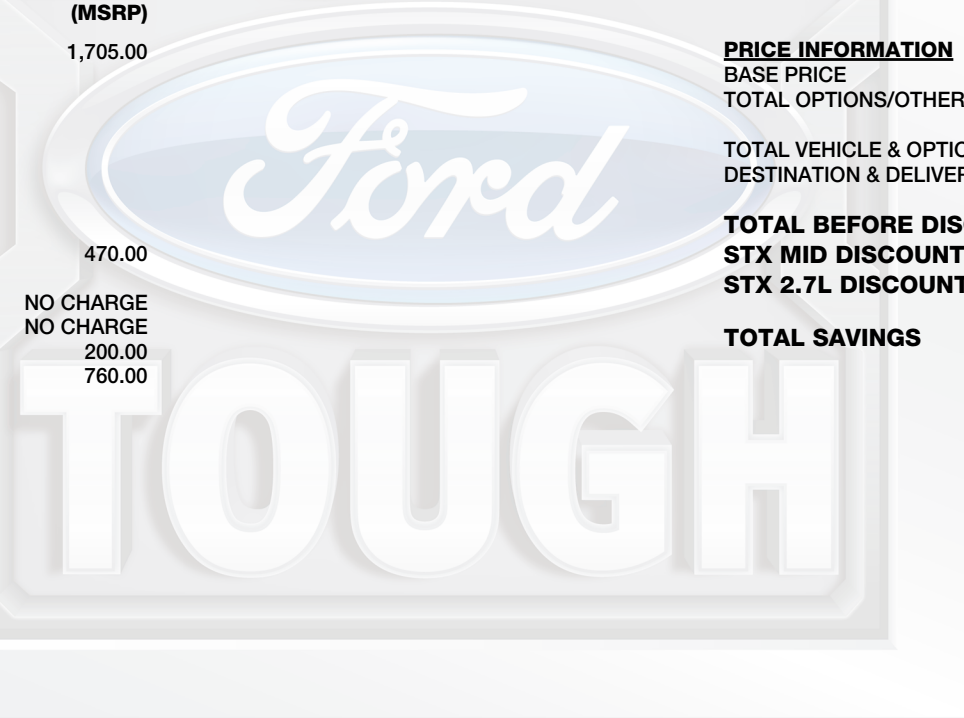 (MSRP)
1,705.00
470.00
NO CHARGE
NO CHARGE
200.00
760.00
PRICE INFORMATION
BASE PRICE
TOTAL OPTIONS/OTHER
TOTAL VEHICLE & OPTIO
DESTINATION & DELIVER
TOTAL BEFORE DIS
STX MID DISCOUNT
STX 2.7L DISCOUNT
TOTAL SAVINGS
Ford
TOUGH